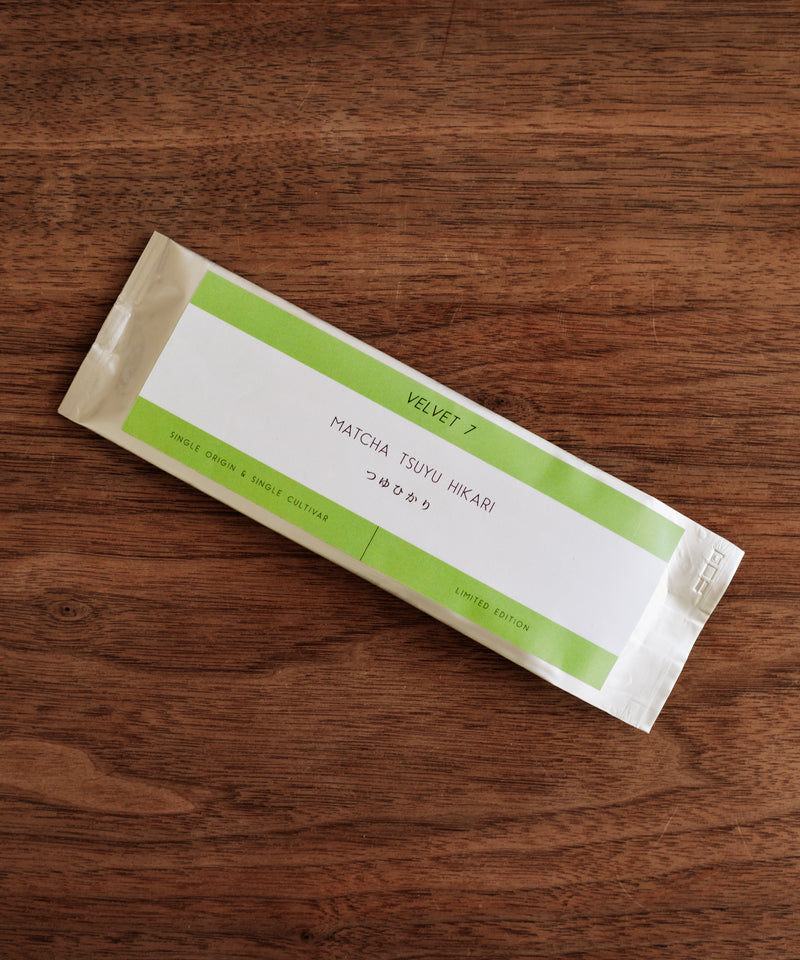 VELVET 7
MATCHA TSUYU HIKARI
つゆひかり
SINGLE ORIGIN & SINGLE CULTIVAR
LIMITED EDITION